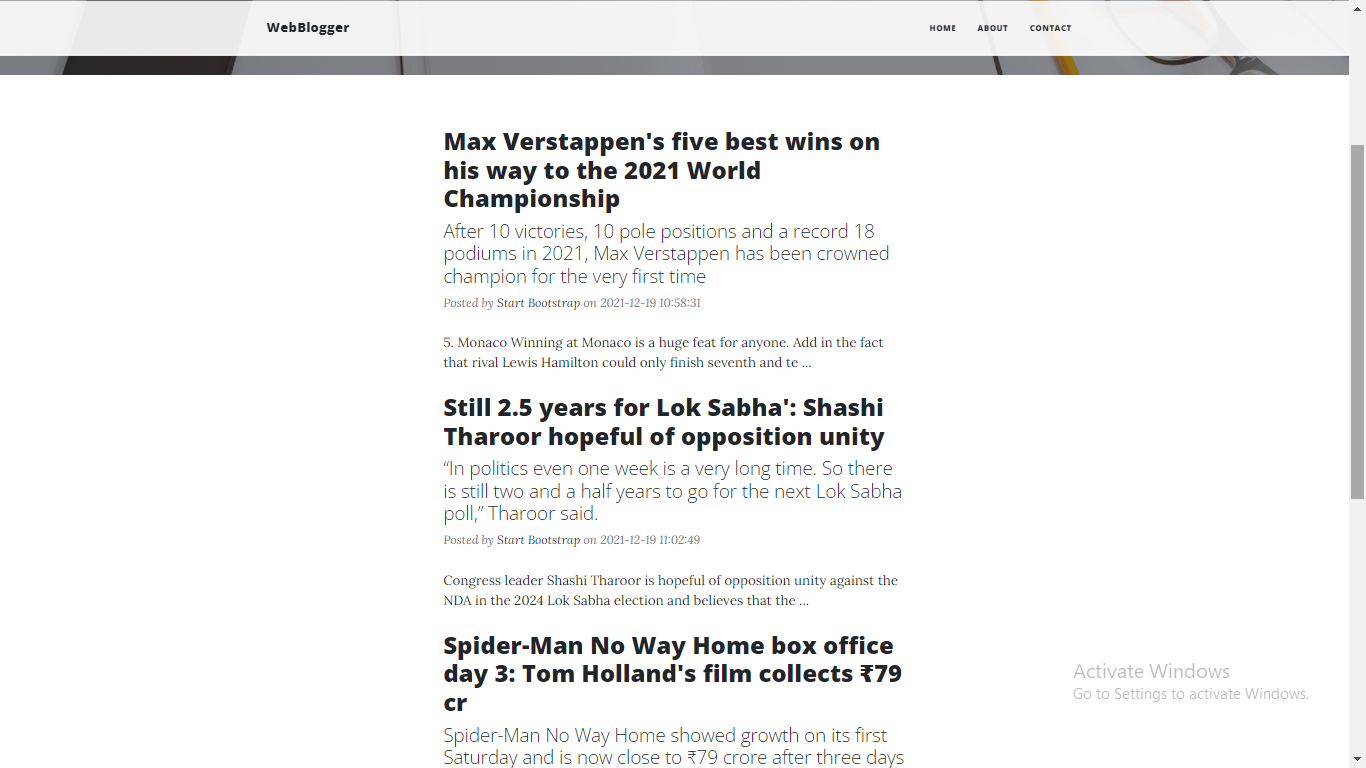 WebBlogger
HOME ABOUT CONTACT
Max Verstappen's five best wins on
his way to the 2021 World
Championship
After 10 victories, 10 pole positions and a record 18
podiums in 2021, Max Verstappen has been crowned
champion for the very first time
Posted by Start Bootstrap on 2021-12-19 10:58:31
5. Monaco Winning at Monaco is a huge feat for anyone. Add in the fact
that rival Lewis Hamilton could only finish seventh and te ...
Still 2.5 years for Lok Sabha': Shashi
Tharoor hopeful of opposition unity
“In politics even one week is a very long time. So there
is still two and a half years to go for the next Lok Sabha
poll,” Tharoor said.
Posted by Start Bootstrap on 2021-12-19 11:02:49
Congress leader Shashi Tharoor is hopeful of opposition unity against the
NDA in the 2024 Lok Sabha election and believes that the ...
Spider-Man No Way Home box office
day 3: Tom Holland's film collects ₹79
cr
Spider-Man No Way Home showed growth on its first
Saturday and is now close to ₹79 crore after three days
Activate Windows
Go to Settings to activate Windows.